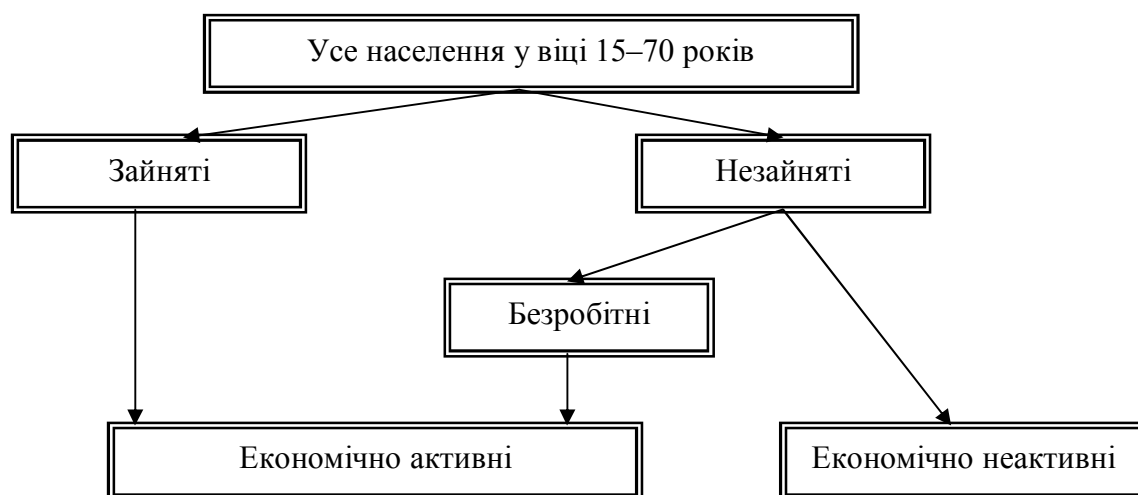 Усе населення у віці 15–70 років
Зайняті
Незайняті
Безробітні
Економічно активні
Економічно неактивні